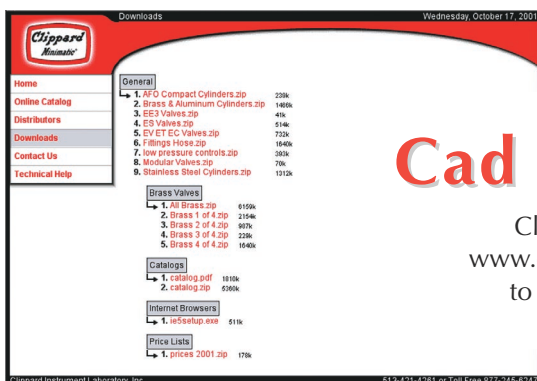 Downloads
Wednesday, October 17, 2001
Clippard
Minimatic
Home
Online Catalog
Distributors
Downloads
Contact Us
Technical Help
General
1. AFO Compact Cylinders.zip 239k
2. Brass & Aluminum Cylinders.zip 1466k
3. EE3 Valves.zip 41k
4. ES Valves.zip 514k
5. EV ET EC Valves.zip 732k
6. Fittings Hose.zip 1640k
7. low pressure controls.zip 393k
8. Modular Valves.zip 70k
9. Stainless Steel Cylinders.zip 1312k
Brass Valves
1. All Brass.zip 6159k
2. Brass 1 of 4.zip 2154k
3. Brass 2 of 4.zip 987k
4. Brass 3 of 4.zip 229k
5. Brass 4 of 4.zip 1640k
Catalogs
1. catalog.pdf 1810k
2. catalog.zip 5360k
Internet Browsers
1. ie5setup.exe 511k
Price Lists
1. prices 2001.zip 178k
Cad
Cl
www.
to
Clippard Instrument Laboratory, Inc.
513-421-4261 or Toll Free 877-245-6247